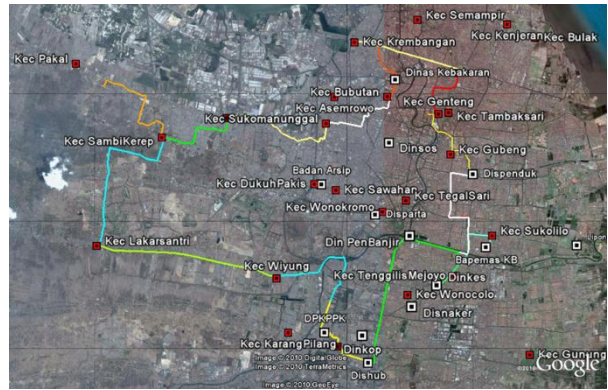 Kec Semampir
Kec Kenjeran
Kec Bulak
Kec Krembangan
Kec Pakal
Dinas Kebakaran
Kec Bubutan
Kec Asemrowo
Kec Genteng
Kec Tambaksari
Kec Sukomanunggal
Kec SambiKerep
Dinsos
Kec Gubeng
Badan Arsip
Dispenduk
Kec DukuhPakis
Kec Sawahan
Kec TegalSari
Kec Wonokromo
Disparta
Din PenBanjir
Kec Sukolilo
Lipon
Kec Lakarsantri
Bapemas KB
Kec Wiyung
Kec TenggilisMejoyo
Dinkes
Kec Wonocolo
Disnaker
DPKPPK
Kec KarangPilang
Dinkop
Dishub
Kec Gunung
Image © 2010 DigitalGlobe
Image © 2010 TerraMetrics
Image © 2010 GeoEye
©2010 Google